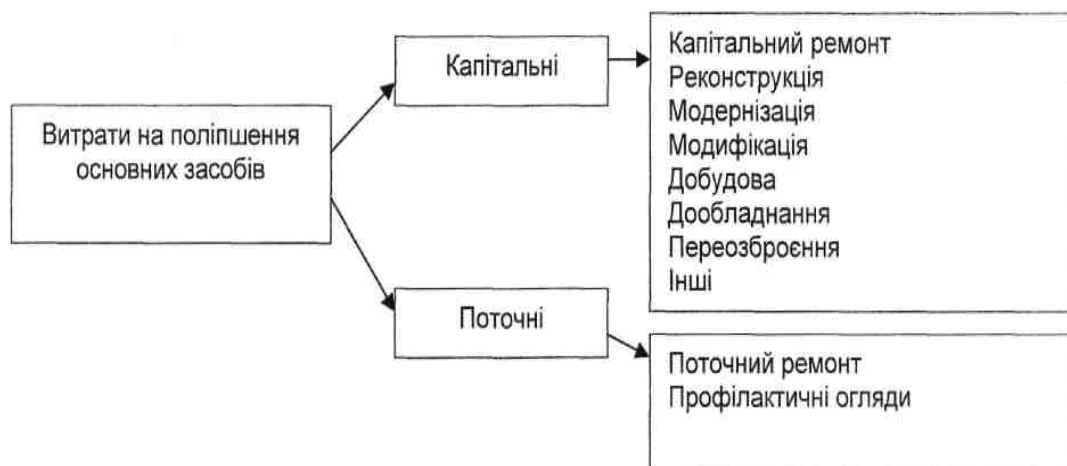 Витрати на поліпшення
основних засобів
Капітальні
Капітальний ремонт
Реконструкція
Модернізація
Модифікація
Добудова
Дообладнання
Переозброєння
Інші
Поточні
Поточний ремонт
Профілактичні огляди